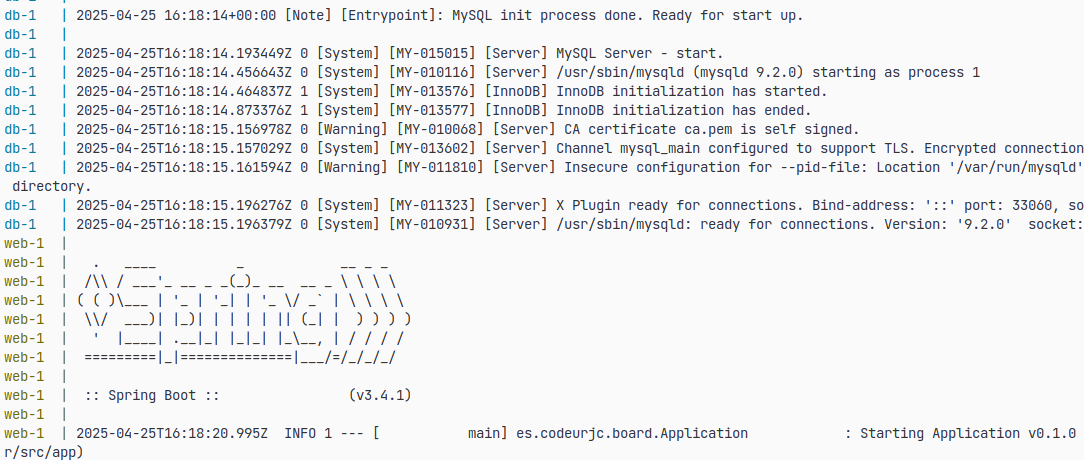 db-1   | 2025-04-25 16:18:14+00:00 [Note] [Entrypoint]: MySQL init process done. Ready for start up.
db-1   |
db-1   | 2025-04-25T16:18:14.193449Z 0 [System] [MY-015015] [Server] MySQL Server - start.
db-1   | 2025-04-25T16:18:14.456643Z 0 [System] [MY-010116] [Server] /usr/sbin/mysqld (mysqld 9.2.0) starting as process 1
db-1   | 2025-04-25T16:18:14.464837Z 1 [System] [MY-013576] [InnoDB] InnoDB initialization has started.
db-1   | 2025-04-25T16:18:14.873376Z 1 [System] [MY-013577] [InnoDB] InnoDB initialization has ended.
db-1   | 2025-04-25T16:18:15.156978Z 0 [Warning] [MY-010068] [Server] CA certificate ca.pem is self signed.
db-1   | 2025-04-25T16:18:15.157029Z 0 [System] [MY-013602] [Server] Channel mysql_main configured to support TLS. Encrypted connection
db-1   | 2025-04-25T16:18:15.161594Z 0 [Warning] [MY-011810] [Server] Insecure configuration for --pid-file: Location '/var/run/mysqld'
 directory.
db-1   | 2025-04-25T16:18:15.196276Z 0 [System] [MY-011323] [Server] X Plugin ready for connections. Bind-address: '::' port: 33060, so
db-1   | 2025-04-25T16:18:15.196379Z 0 [System] [MY-010931] [Server] /usr/sbin/mysqld: ready for connections. Version: '9.2.0'  socket:
web-1  |
web-1  |   .   ____          _            __ _ _
web-1  |  /\\ / ___'_ __ _ _(_)_ __  __ _ \ \ \ \
web-1  | ( ( )\___ | '_ | '_| | '_ \/ _` | \ \ \ \
web-1  |  \\/  ___)| |_)| | | | | || (_| |  ) ) ) )
web-1  |   '  |____| .__|_| |_|_| |_\__, | / / / /
web-1  |  =========|_|==============|___/=/_/_/_/
web-1  |
web-1  |  :: Spring Boot ::                (v3.4.1)
web-1  |
web-1  | 2025-04-25T16:18:20.995Z  INFO 1 --- [           main] es.codeurjc.board.Application            : Starting Application v0.1.0
r/src/app)